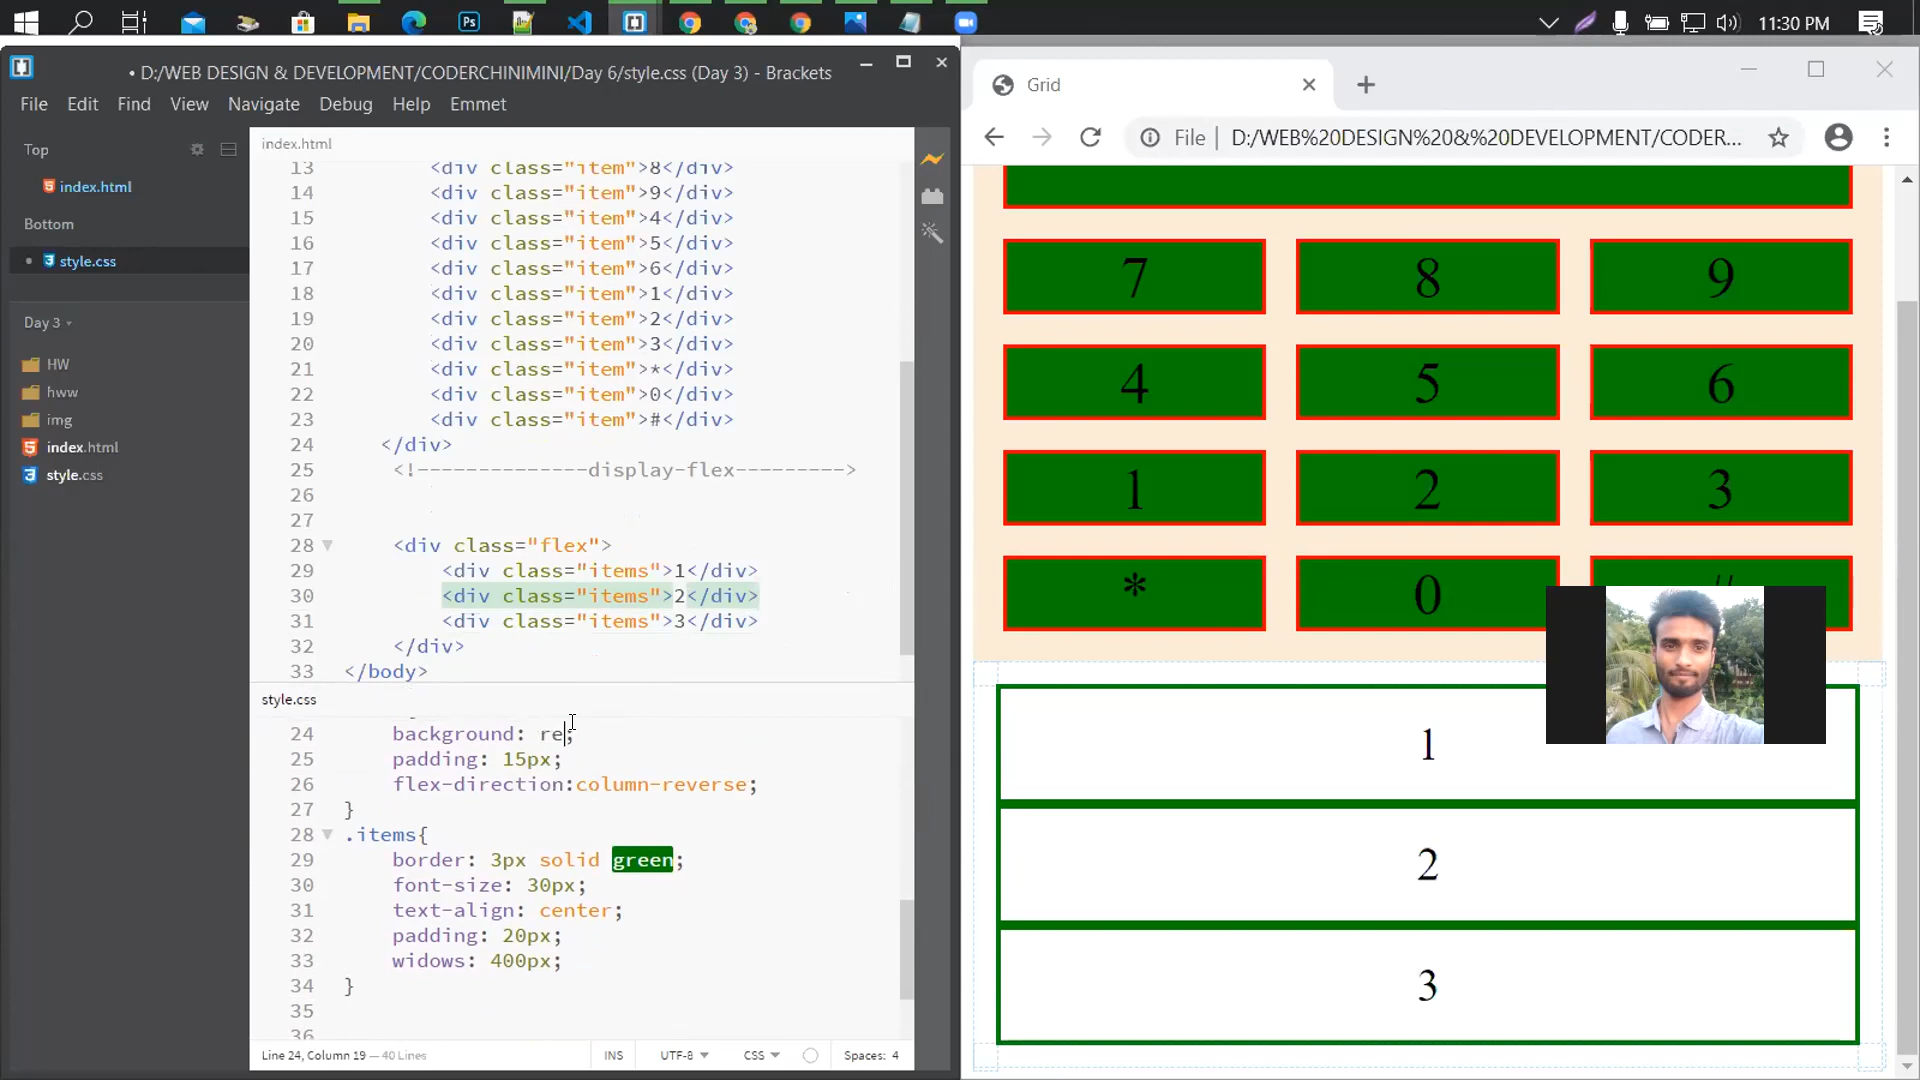 Ps
11:30 PM
• D:/WEB DESIGN & DEVELOPMENT/CODERCHINIMINI/Day 6/style.css (Day 3) - Brackets
File Edit Find View Navigate Debug Help Emmet
Top
index.html
Bottom
• style.css
Day 3
HW
hww
img
index.html
style.css
index.html
13 <div class="item">8</div>
14 <div class="item">9</div>
15 <div class="item">4</div>
16 <div class="item">5</div>
17 <div class="item">6</div>
18 <div class="item">1</div>
19 <div class="item">2</div>
20 <div class="item">3</div>
21 <div class="item">*</div>
22 <div class="item">0</div>
23 <div class="item">#</div>
24 </div>
25 <!--------------display-flex--------->
26
27
28 <div class="flex">
29 <div class="items">1</div>
30 <div class="items">2</div>
31 <div class="items">3</div>
32 </div>
33 </body>
style.css
24 background: re;
25 padding: 15px;
26 flex-direction:column-reverse;
27 }
28 .items{
29 border: 3px solid green;
30 font-size: 30px;
31 text-align: center;
32 padding: 20px;
33 widows: 400px;
34 }
35
36
Line 24, Column 19 — 40 Lines
INS UTF-8 CSS Spaces: 4
Grid
File | D:/WEB%20DESIGN%20&%20DEVELOPMENT/CODER...
7 8 9
4 5 6
1 2 3
* 0
1
2
3